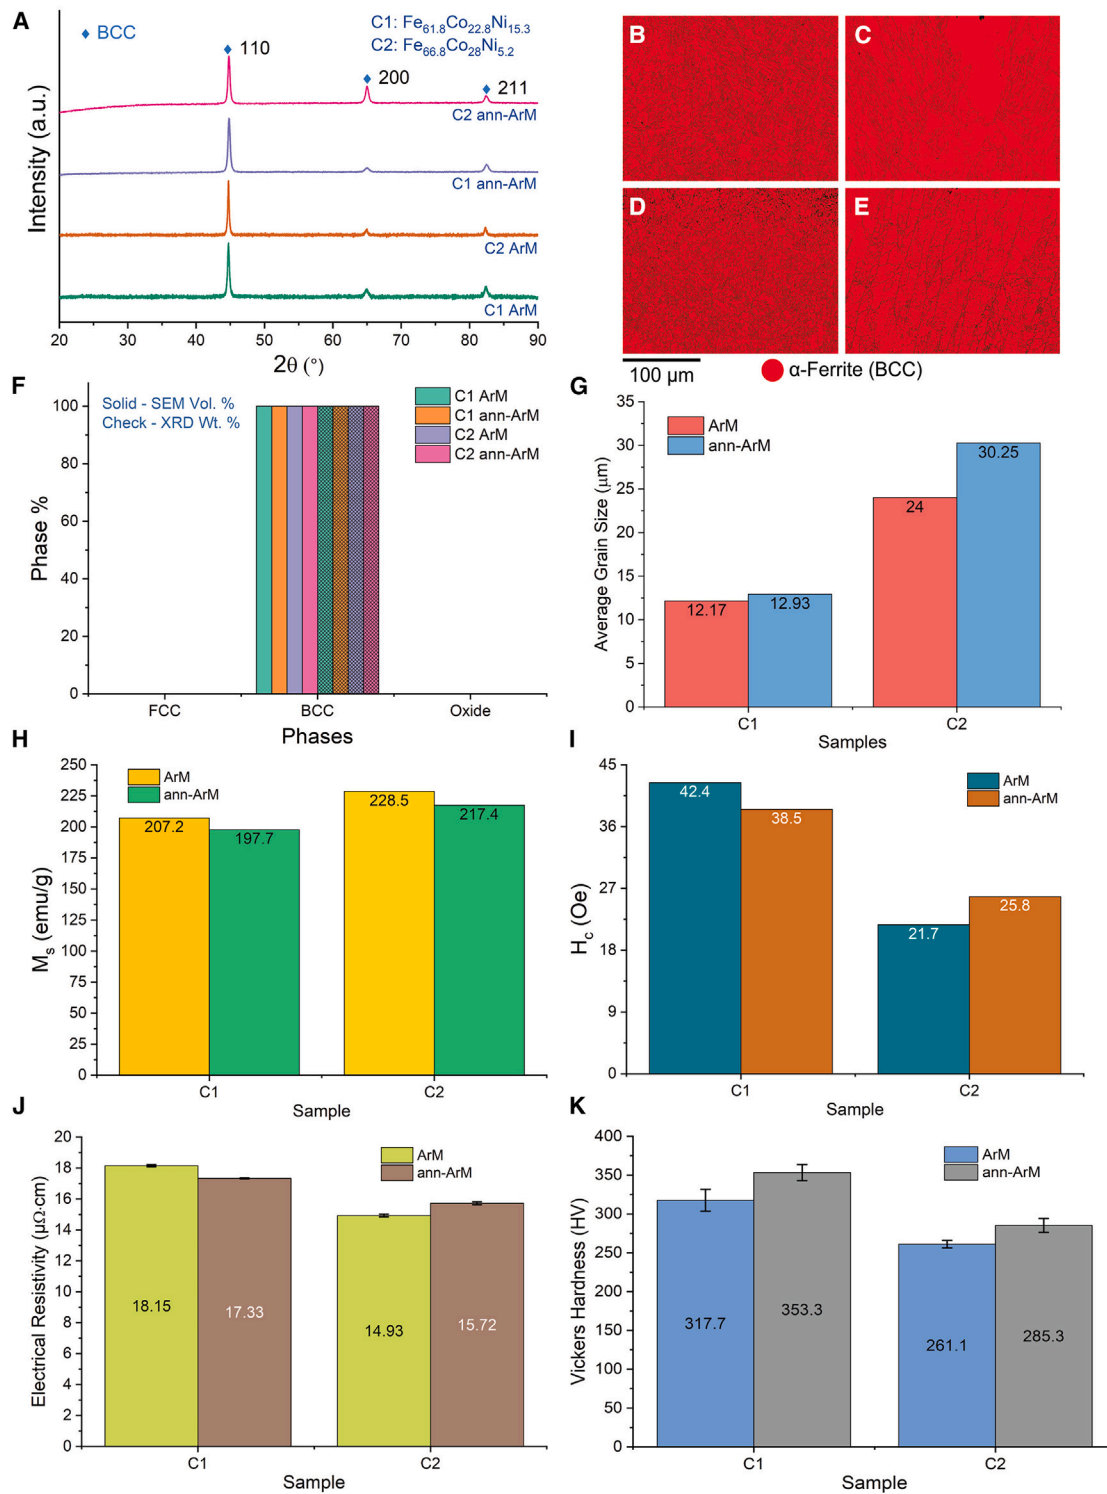 A
◆ BCC
C1: Fe61.8Co22.8Ni15.3
C2: Fe66.8Co28Ni5.2
110
200
211
C2 ann-ArM
C1 ann-ArM
C2 ArM
C1 ArM
Intensity (a.u.)
20 30 40 50 60 70 80 90
2θ (°)
B
C
D
E
100 µm
α-Ferrite (BCC)
F
Solid - SEM Vol. %
Check - XRD Wt. %
C1 ArM
C1 ann-ArM
C2 ArM
C2 ann-ArM
100
80
60
40
20
0
Phase %
FCC BCC Oxide
Phases
G
ArM
ann-ArM
35
30
25
20
15
10
5
0
Average Grain Size (µm)
12.17
12.93
24
30.25
C1 C2
Samples
H
ArM
ann-ArM
250
225
200
175
150
125
100
75
50
25
0
Ms (emu/g)
207.2
197.7
228.5
217.4
C1 C2
Sample
I
ArM
ann-ArM
45
36
27
18
9
0
Hc (Oe)
42.4
38.5
21.7
25.8
C1 C2
Sample
J
ArM
ann-ArM
20
18
16
14
12
10
8
6
4
2
0
Electrical Resistivity (µΩ·cm)
18.15
17.33
14.93
15.72
C1 C2
Sample
K
ArM
ann-ArM
400
350
300
250
200
150
100
50
0
Vickers Hardness (HV)
317.7
353.3
261.1
285.3
C1 C2
Sample